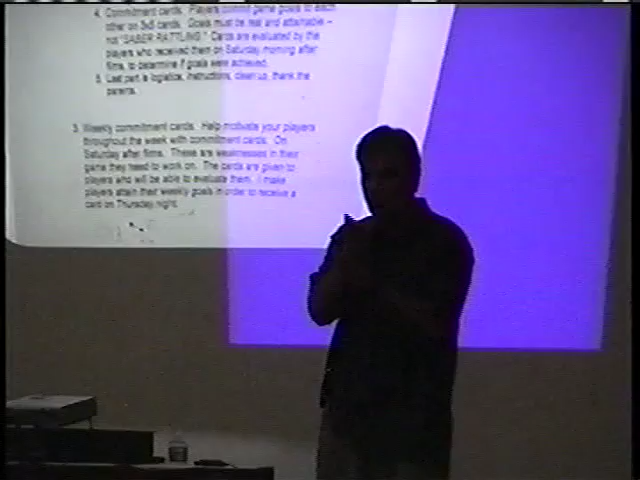 4. Commitment cards. Players commit game goals to each
other on 3x5 cards. Goals must be real and attainable –
not "SABER RATTLING." Cards are evaluated by the
players who received them on Saturday morning after
films, to determine if goals were achieved.
5. Last part is logistics, instructions, clean up, thank the
parents.
3. Weekly commitment cards. Help motivate your players
throughout the week with commitment cards. On
Saturday after films. These are weaknesses in their
game they need to work on. The cards are given to
players who will be able to evaluate them. I make
players attain their weekly goals in order to receive a
card on Thursday night.